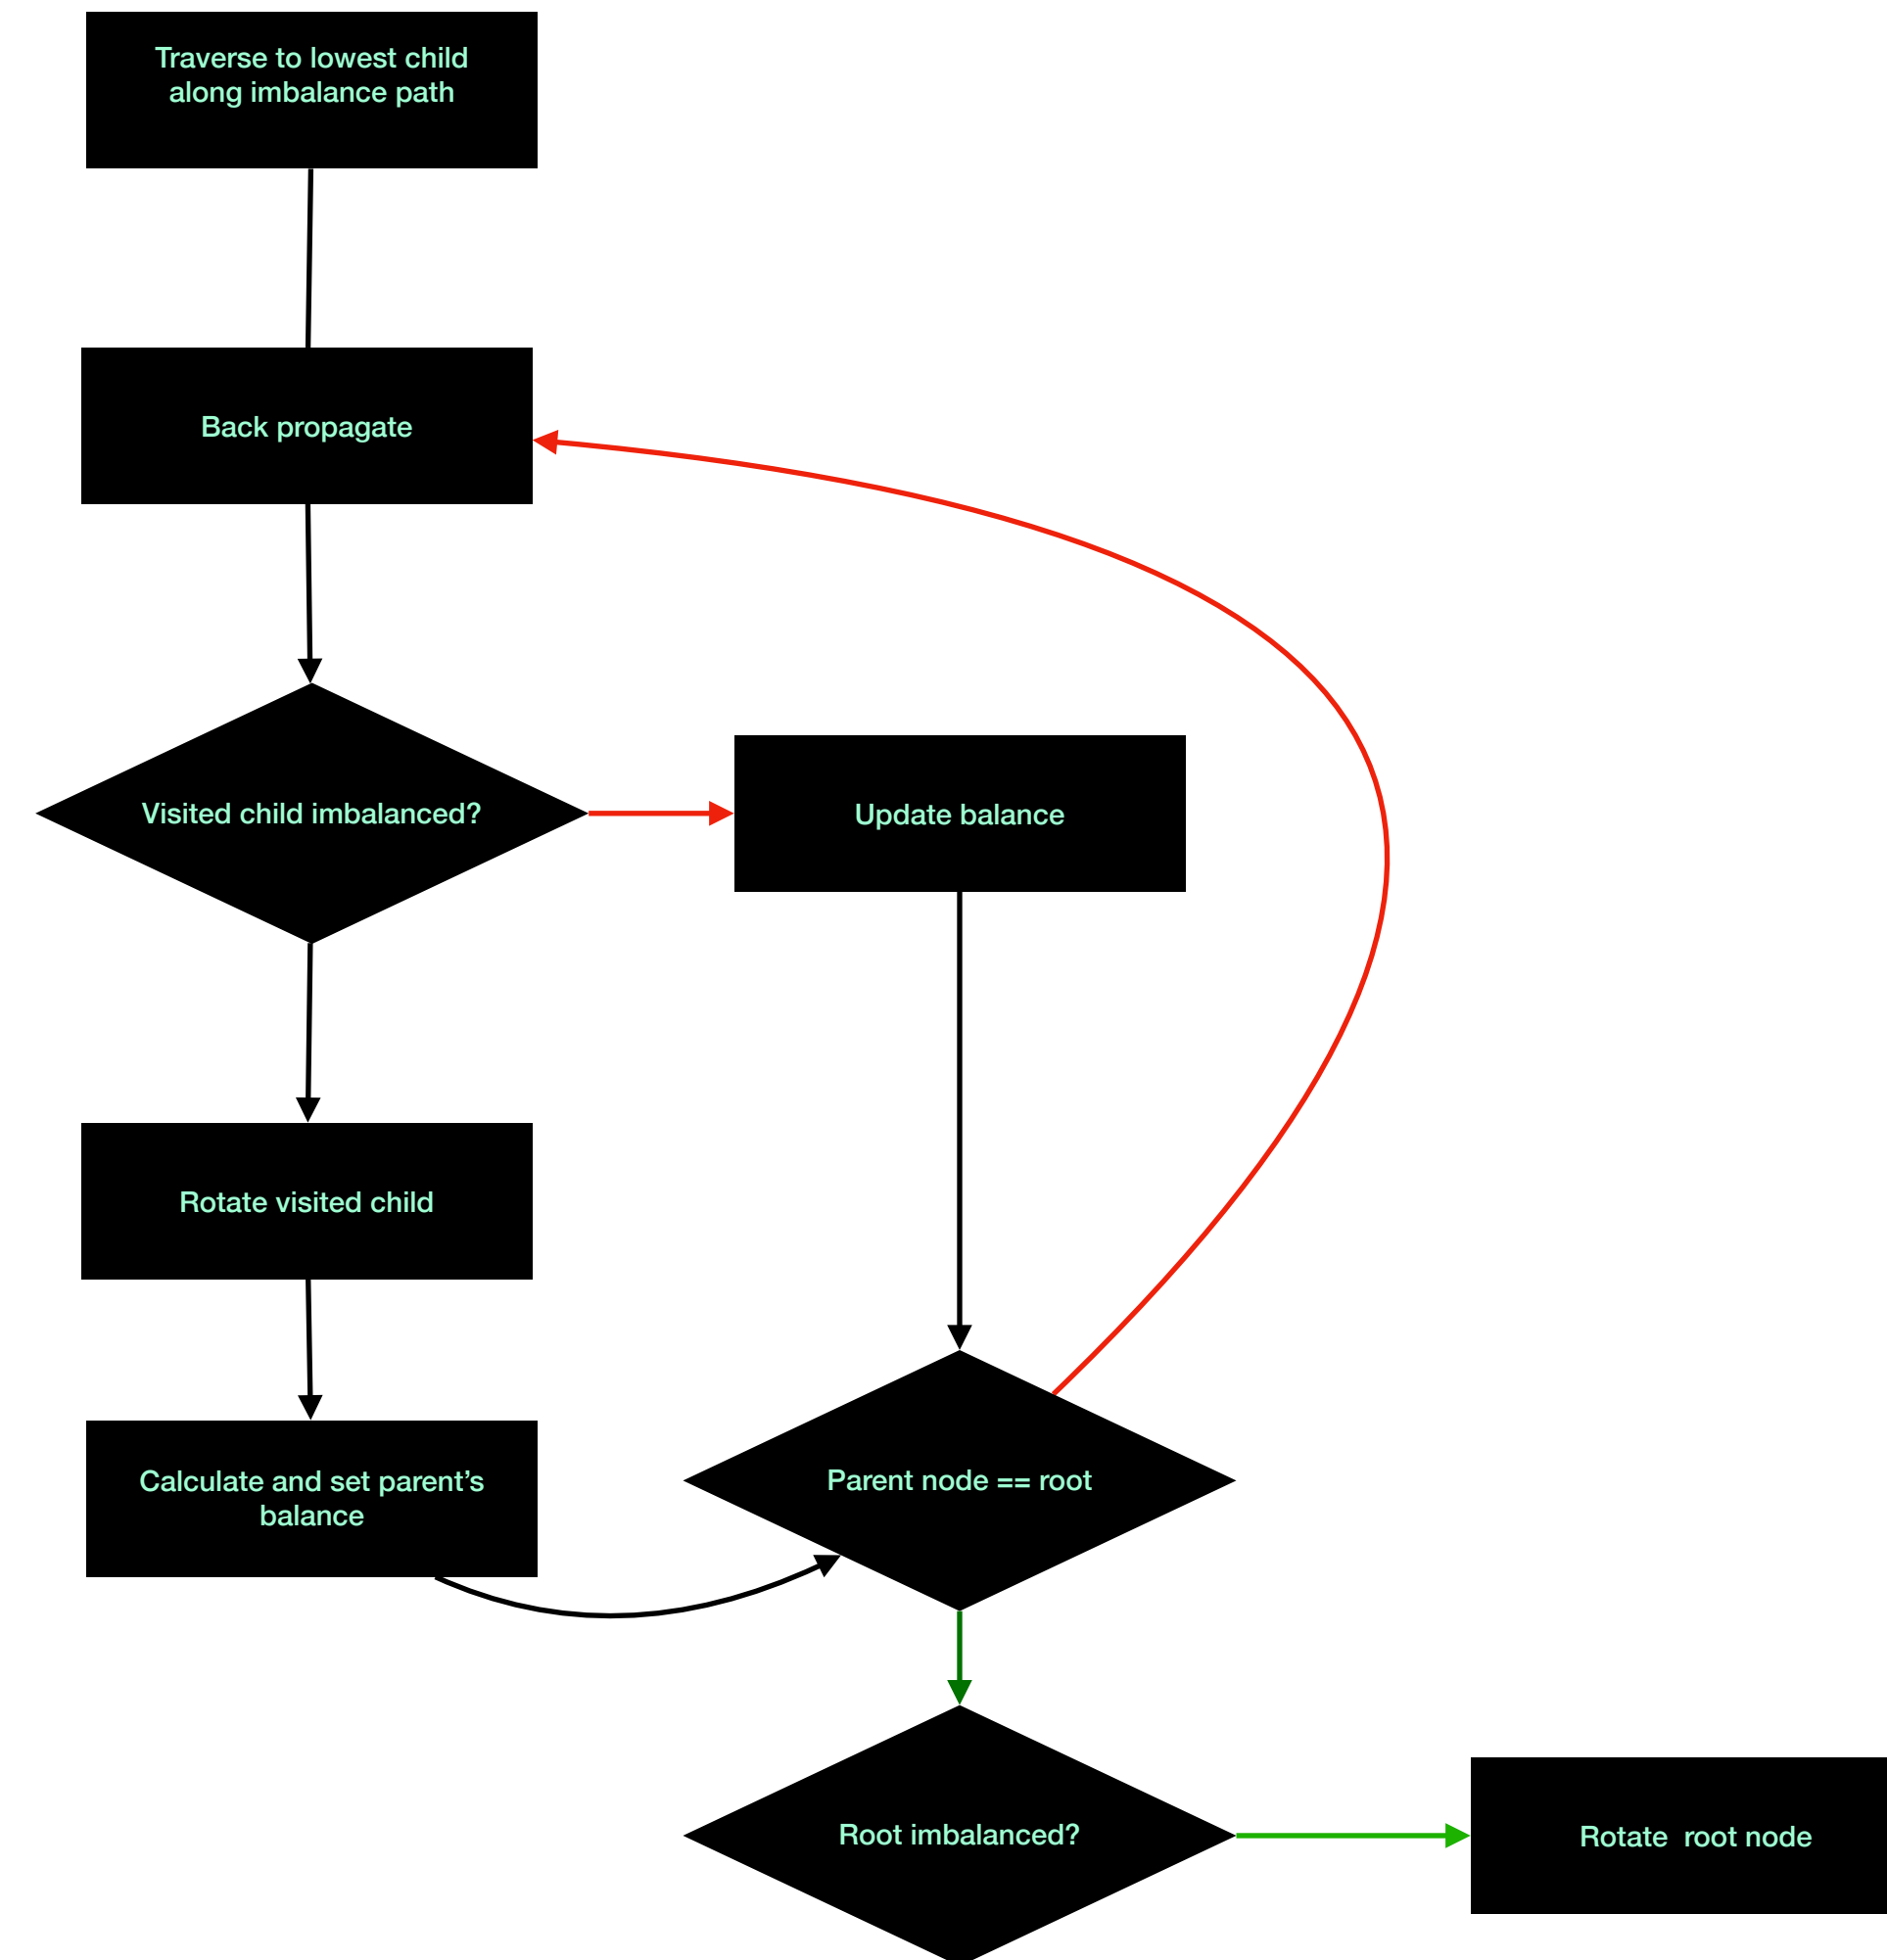 Traverse to lowest child
along imbalance path
Back propagate
Visited child imbalanced?
Update balance
Rotate visited child
Calculate and set parent’s
balance
Parent node == root
Root imbalanced?
Rotate  root node